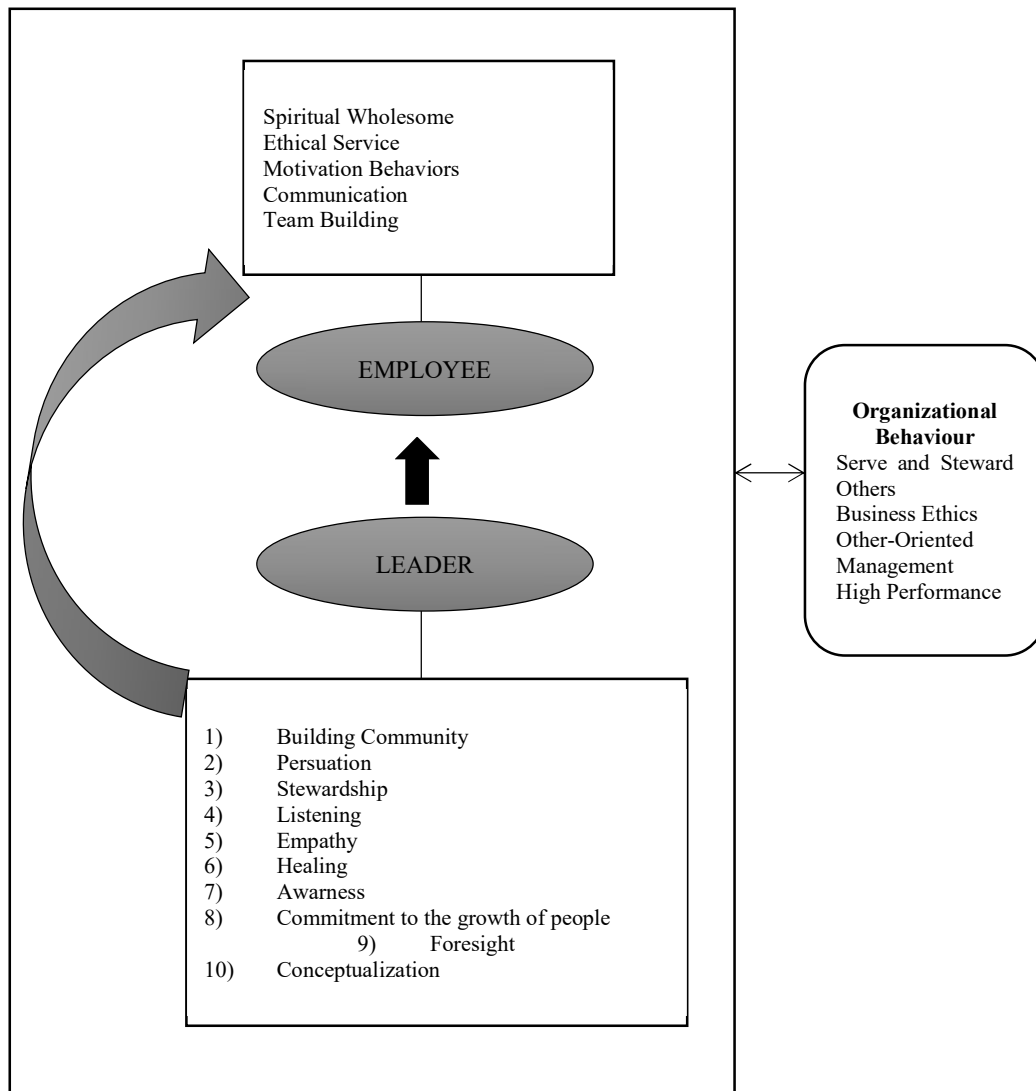 Spiritual Wholesome
Ethical Service
Motivation Behaviors
Communication
Team Building
EMPLOYEE
LEADER
1) Building Community
2) Persuation
3) Stewardship
4) Listening
5) Empathy
6) Healing
7) Awarness
8) Commitment to the growth of people
9) Foresight
10) Conceptualization
Organizational
Behaviour
Serve and Steward
Others
Business Ethics
Other-Oriented
Management
High Performance